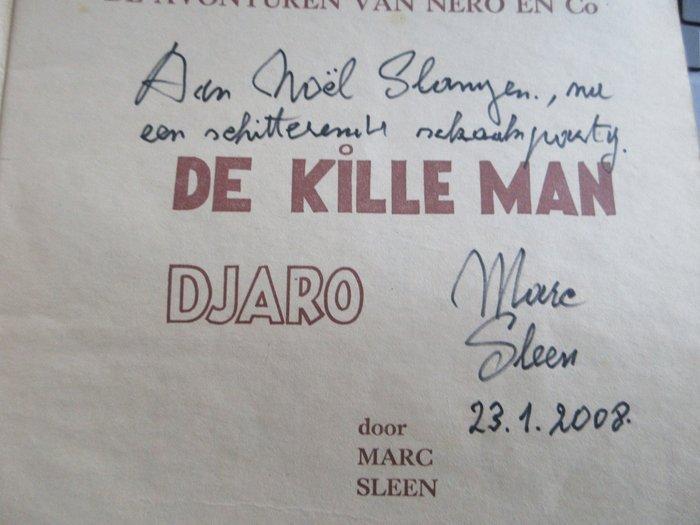 DE AVONTUREN VAN NERO EN Co
Aan Noël Slangen., na
een schitterende schaakparty.
DE KILLE MAN
DJARO
Marc
Sleen
23.1.2008.
door
MARC
SLEEN